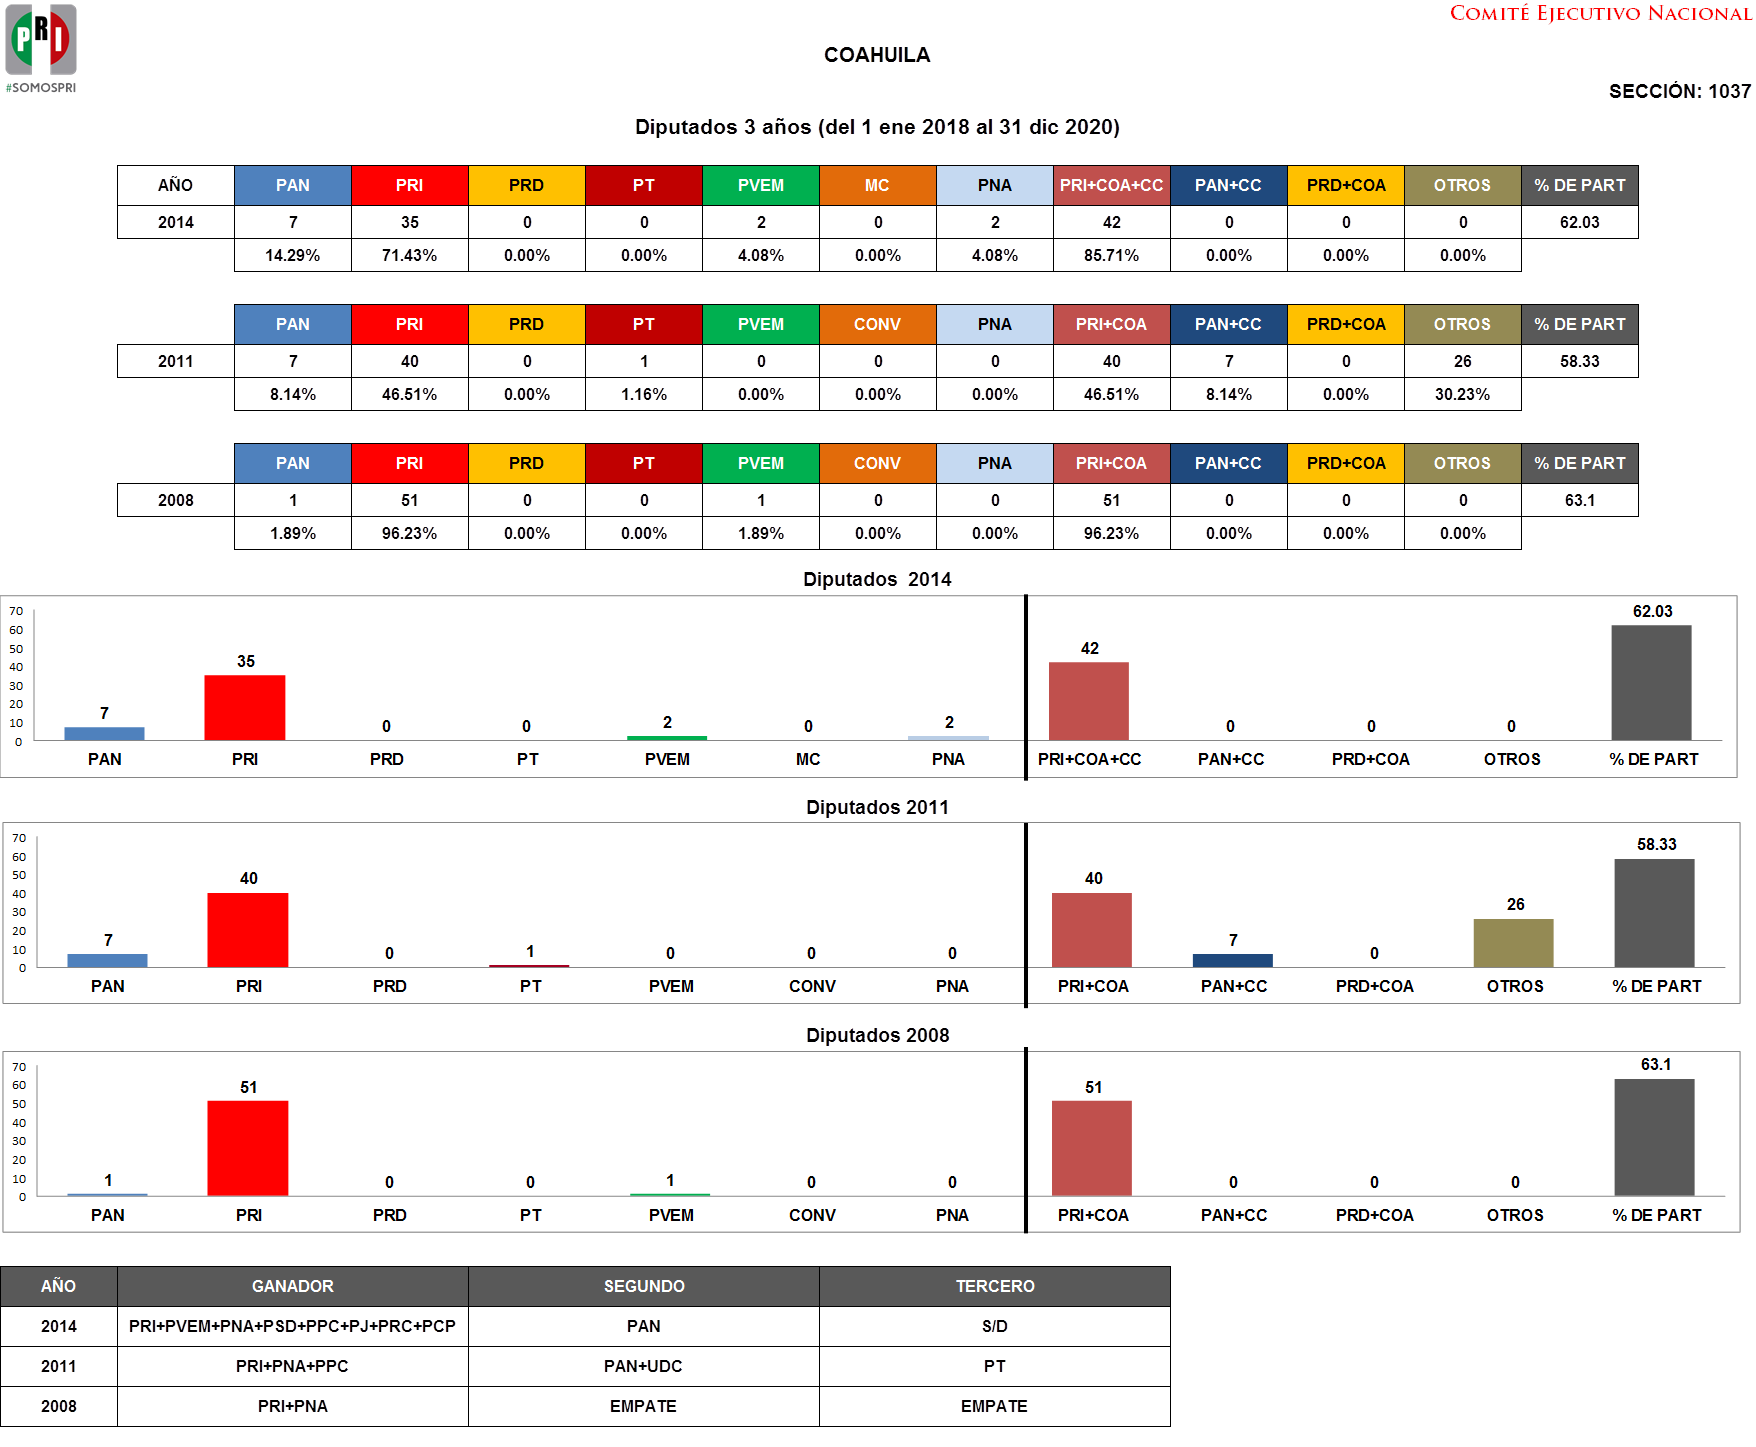 PRI
#SOMOSPRI
COMITÉ EJECUTIVO NACIONAL
COAHUILA
SECCIÓN: 1037
Diputados 3 años (del 1 ene 2018 al 31 dic 2020)
AÑO PAN PRI PRD PT PVEM MC PNA PRI+COA+CC PAN+CC PRD+COA OTROS % DE PART
2014 7 35 0 0 2 0 2 42 0 0 0 62.03
14.29% 71.43% 0.00% 0.00% 4.08% 0.00% 4.08% 85.71% 0.00% 0.00% 0.00%
PAN PRI PRD PT PVEM CONV PNA PRI+COA PAN+CC PRD+COA OTROS % DE PART
2011 7 40 0 1 0 0 0 40 7 0 26 58.33
8.14% 46.51% 0.00% 1.16% 0.00% 0.00% 0.00% 46.51% 8.14% 0.00% 30.23%
PAN PRI PRD PT PVEM CONV PNA PRI+COA PAN+CC PRD+COA OTROS % DE PART
2008 1 51 0 0 1 0 0 51 0 0 0 63.1
1.89% 96.23% 0.00% 0.00% 1.89% 0.00% 0.00% 96.23% 0.00% 0.00% 0.00%
Diputados 2014
70
60
50
40
30
20
10
0
7 35 0 0 2 0 2 42 0 0 0 62.03
PAN PRI PRD PT PVEM MC PNA PRI+COA+CC PAN+CC PRD+COA OTROS % DE PART
Diputados 2011
70
60
50
40
30
20
10
0
7 40 0 1 0 0 0 40 7 0 26 58.33
PAN PRI PRD PT PVEM CONV PNA PRI+COA PAN+CC PRD+COA OTROS % DE PART
Diputados 2008
70
60
50
40
30
20
10
0
1 51 0 0 1 0 0 51 0 0 0 63.1
PAN PRI PRD PT PVEM CONV PNA PRI+COA PAN+CC PRD+COA OTROS % DE PART
AÑO GANADOR SEGUNDO TERCERO
2014 PRI+PVEM+PNA+PSD+PPC+PJ+PRC+PCP PAN S/D
2011 PRI+PNA+PPC PAN+UDC PT
2008 PRI+PNA EMPATE EMPATE